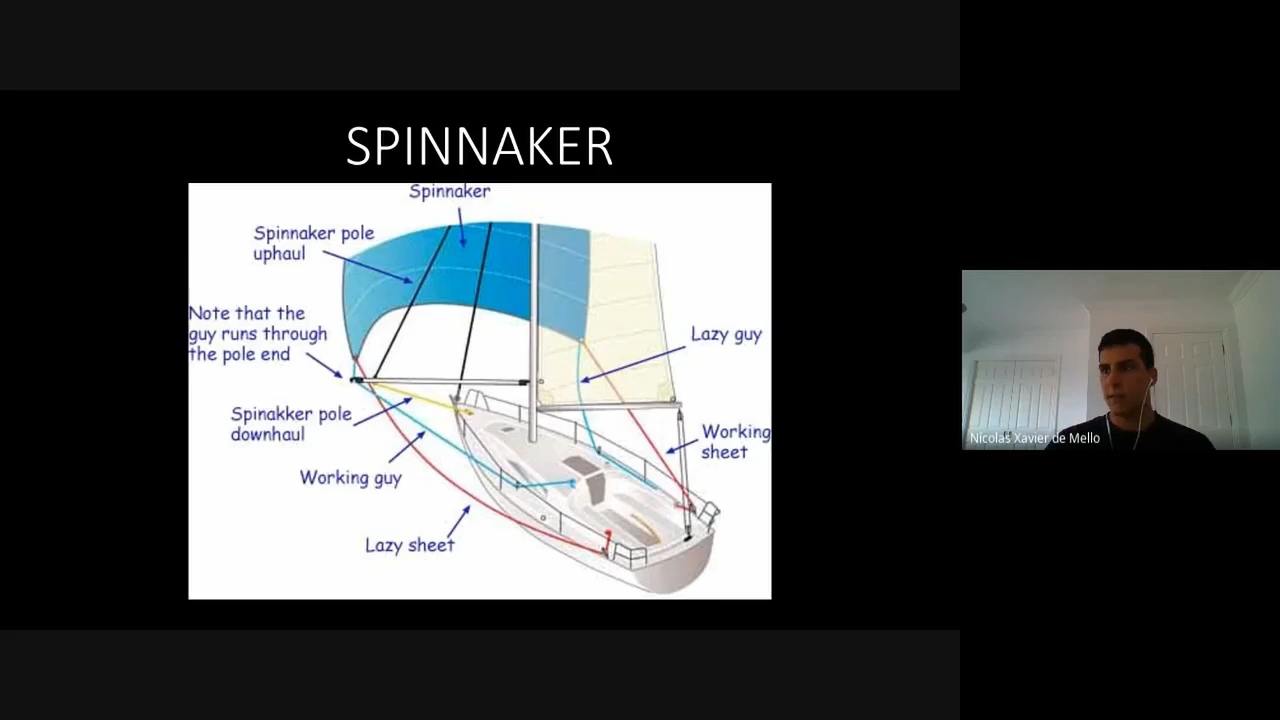 SPINNAKER
Spinnaker
Spinnaker pole
uphaul
Note that the
guy runs through
the pole end
Lazy guy
Spinakker pole
downhaul
Working
sheet
Working guy
Lazy sheet
Nicolas Xavier de Mello